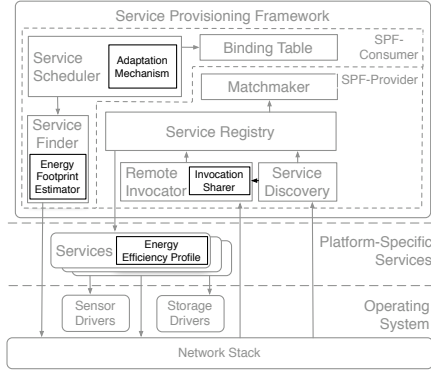 Service Provisioning Framework
SPF-
Consumer
Service
Scheduler
Adaptation
Mechanism
Binding Table
SPF-Provider
Matchmaker
Service
Finder
Energy
Footprint
Estimator
Service Registry
Remote
Invocator
Invocation
Sharer
Service
Discovery
Services
Energy
Efficiency Profile
Platform-Specific
Services
Sensor
Drivers
Storage
Drivers
Operating
System
Network Stack